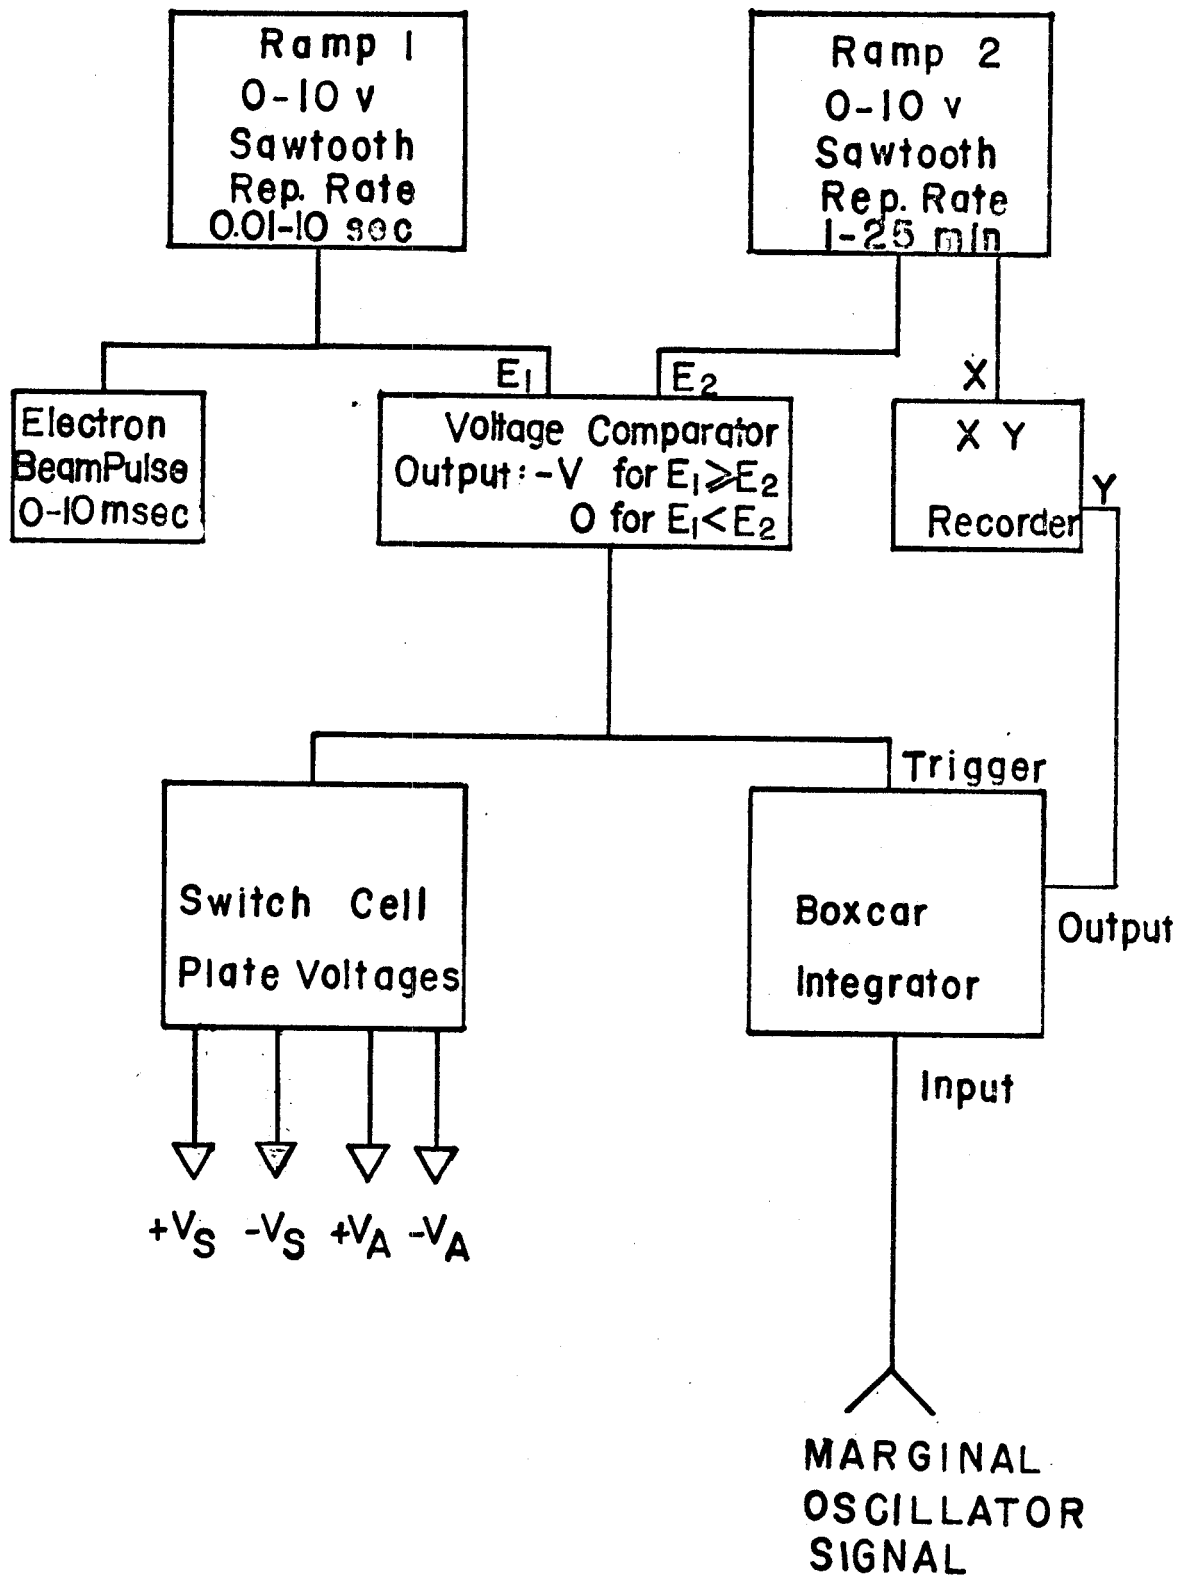 Ramp 1
0-10 v
Sawtooth
Rep. Rate
0.01-10 sec
Ramp 2
0-10 v
Sawtooth
Rep. Rate
1-25 min
Electron
Beam Pulse
0-10 msec
E1
E2
Voltage Comparator
Output: -V for E1≥E2
0 for E1<E2
X
X Y
Recorder
Y
Switch Cell
Plate Voltages
+VS -VS +VA -VA
Trigger
Boxcar
Integrator
Output
Input
MARGINAL
OSCILLATOR
SIGNAL